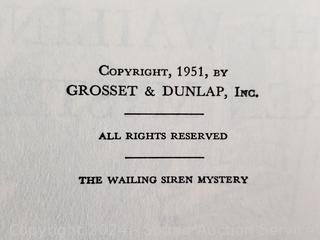 COPYRIGHT, 1951, BY
GROSSET & DUNLAP, INC.
ALL RIGHTS RESERVED
THE WAILING SIREN MYSTERY